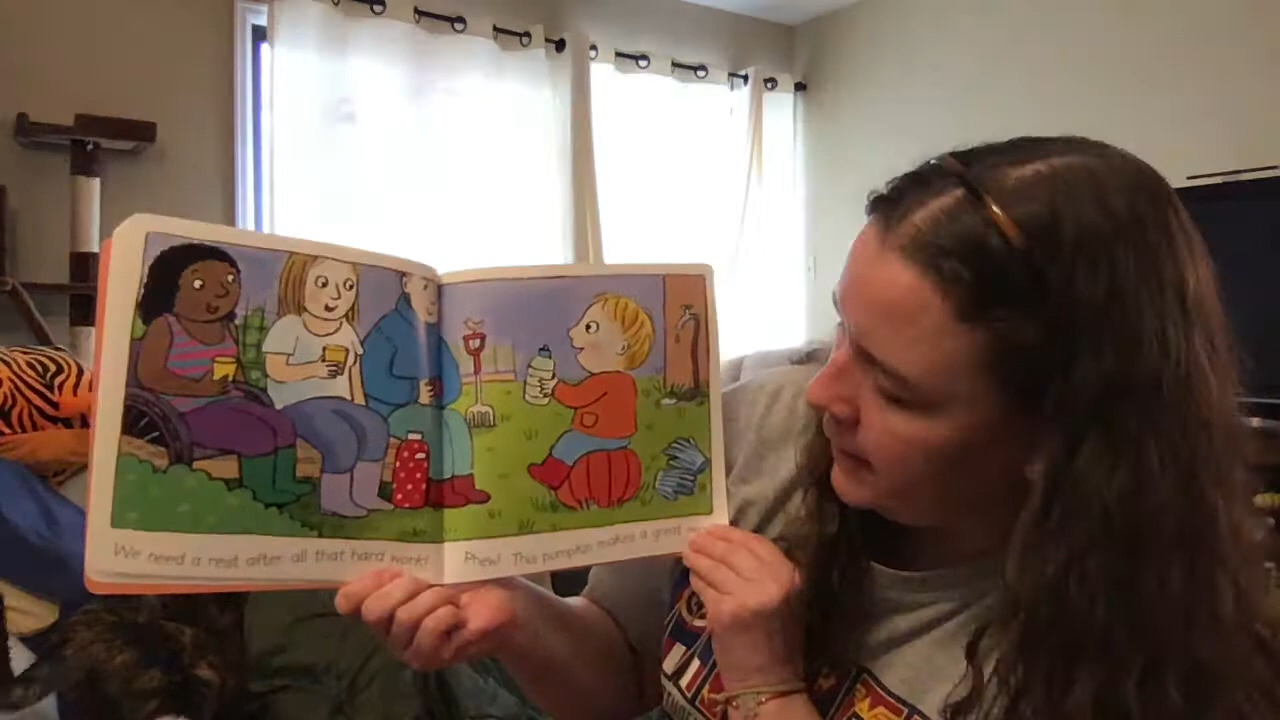 We need a rest after all that hard work!
Phew! This pumpkin makes a great